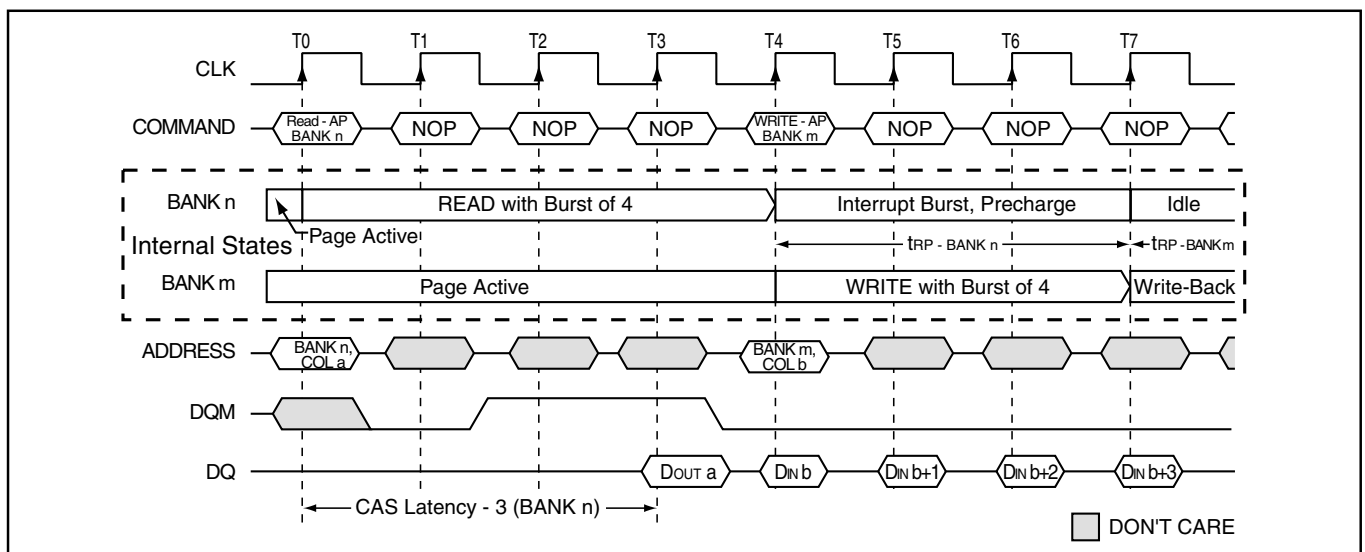 T0 T1 T2 T3 T4 T5 T6 T7
CLK
COMMAND Read - AP BANK n NOP NOP NOP WRITE - AP BANK m NOP NOP NOP
BANK n READ with Burst of 4 Interrupt Burst, Precharge Idle
Internal States Page Active tRP - BANK n tRP - BANK m
BANK m Page Active WRITE with Burst of 4 Write-Back
ADDRESS BANK n, COL a BANK m, COL b
DQM
DQ DOUT a DIN b DIN b+1 DIN b+2 DIN b+3
CAS Latency - 3 (BANK n)
DON'T CARE